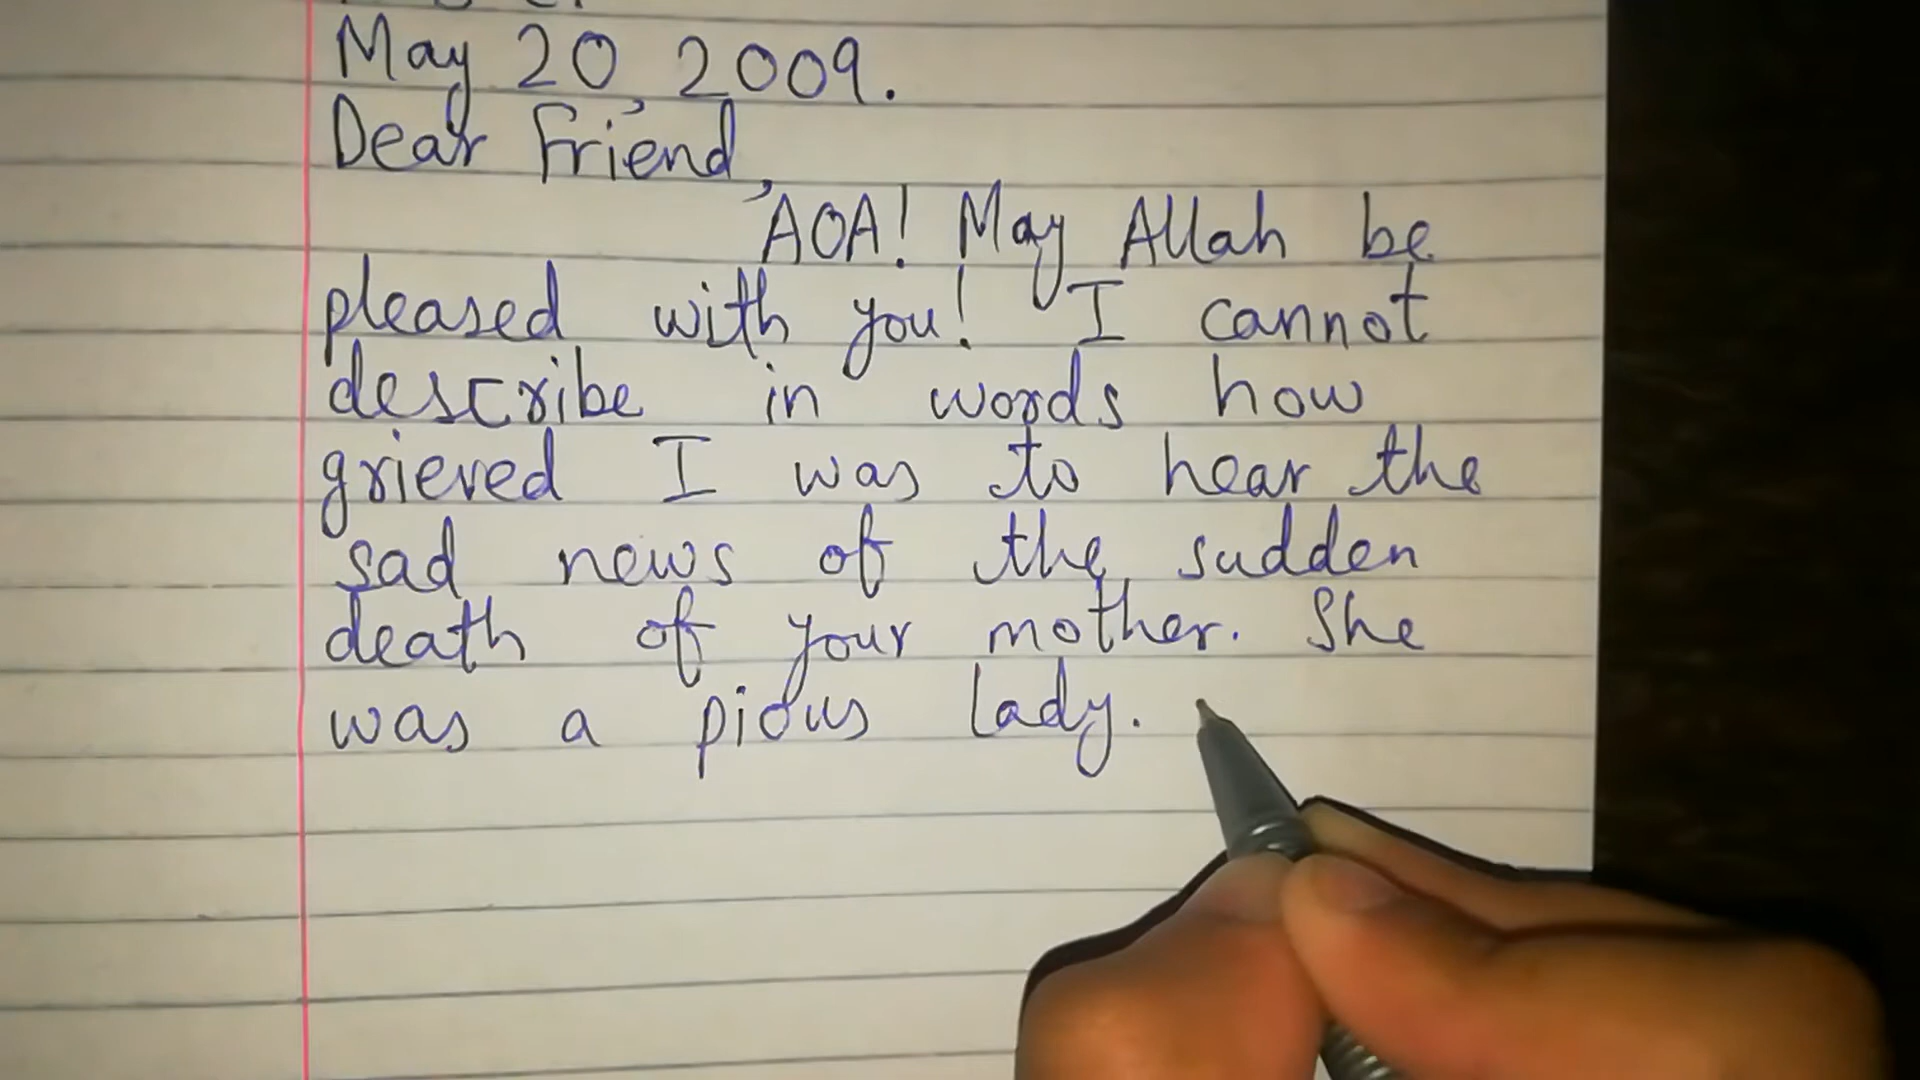 May 20, 2009.
Dear Friend,
AOA! May Allah be
pleased with you! I cannot
describe in words how
grieved I was to hear the
sad news of the sudden
death of your mother. She
was a pious lady.